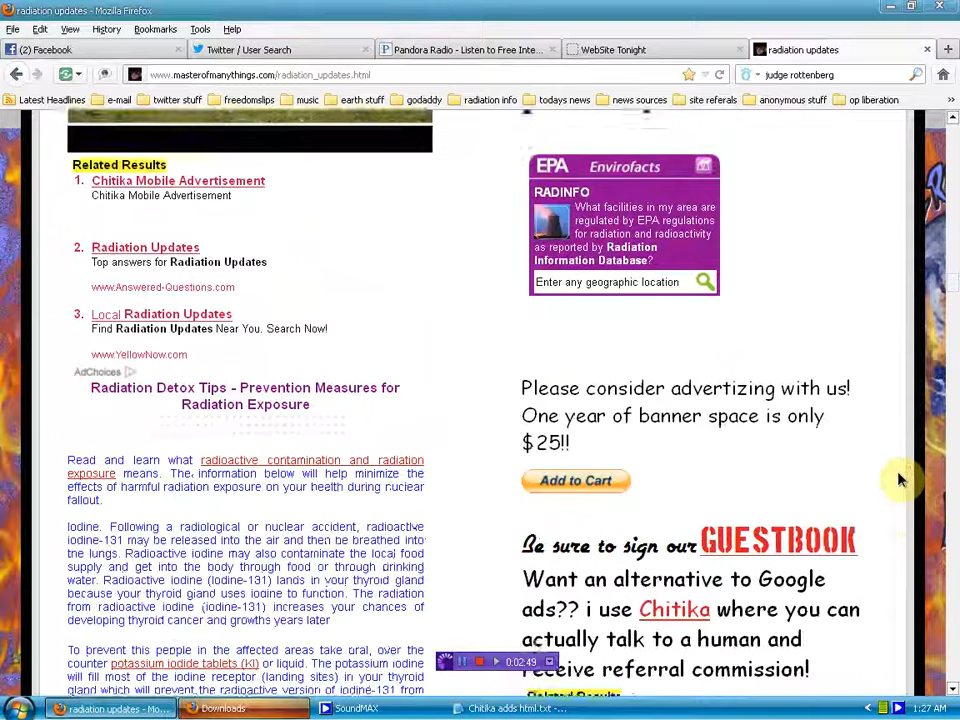 radiation updates - Mozilla Firefox
File Edit View History Bookmarks Tools Help
(2) Facebook
Twitter / User Search
Pandora Radio - Listen to Free Inte...
WebSite Tonight
radiation updates
www.masterofmanythings.com/radiation_updates.html
judge rottenberg
Latest Headlines e-mail twitter stuff freedomslips music earth stuff godaddy radiation info todays news news sources site referals anonymous stuff op liberation
Related Results
1. Chitika Mobile Advertisement
Chitika Mobile Advertisement
2. Radiation Updates
Top answers for Radiation Updates
www.Answered-Questions.com
3. Local Radiation Updates
Find Radiation Updates Near You. Search Now!
www.YellowNow.com
AdChoices
Radiation Detox Tips - Prevention Measures for
Radiation Exposure
Read and learn what radioactive contamination and radiation
exposure means. The information below will help minimize the
effects of harmful radiation exposure on your health during nuclear
fallout.
Iodine. Following a radiological or nuclear accident, radioactive
iodine-131 may be released into the air and then be breathed into
the lungs. Radioactive iodine may also contaminate the local food
supply and get into the body through food or through drinking
water. Radioactive iodine (Iodine-131) lands in your thyroid gland
because your thyroid gland uses iodine to function. The radiation
from radioactive iodine (iodine-131) increases your chances of
developing thyroid cancer and growths years later
To prevent this people in the affected areas take oral, over the
counter potassium iodide tablets (KI) or liquid. The potassium iodine
will fill most of the iodine receptor (landing sites) in your thyroid
gland which will prevent the radioactive version of iodine-131 from
EPA Envirofacts
RADINFO
What facilities in my area are
regulated by EPA regulations
for radiation and radioactivity
as reported by Radiation
Information Database?
Enter any geographic location
Please consider advertizing with us!
One year of banner space is only
$25!!
Add to Cart
Be sure to sign our GUESTBOOK
Want an alternative to Google
ads?? i use Chitika where you can
actually talk to a human and
receive referral commission!
Related Results
0:02:49
radiation updates - Mo...
Downloads
SoundMAX
Chitika adds html.txt -...
1:27 AM